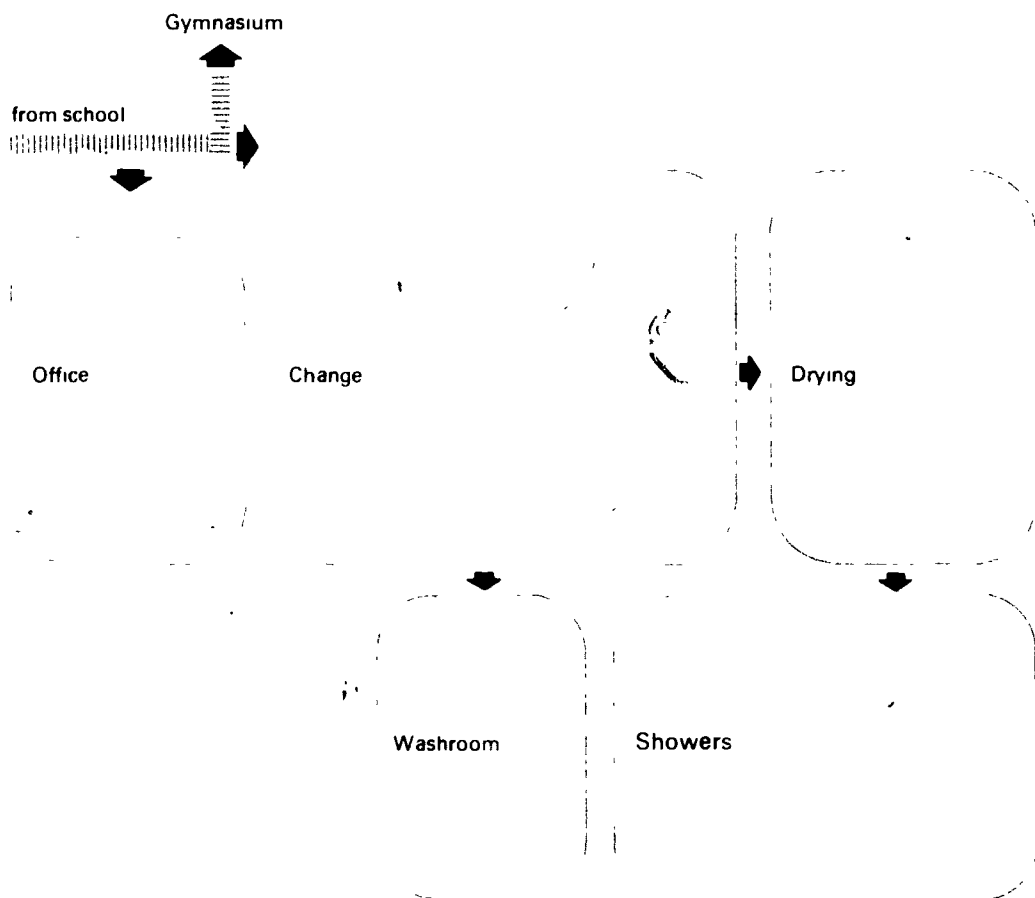 Gymnasium
from school
Office
Change
Drying
Washroom
Showers